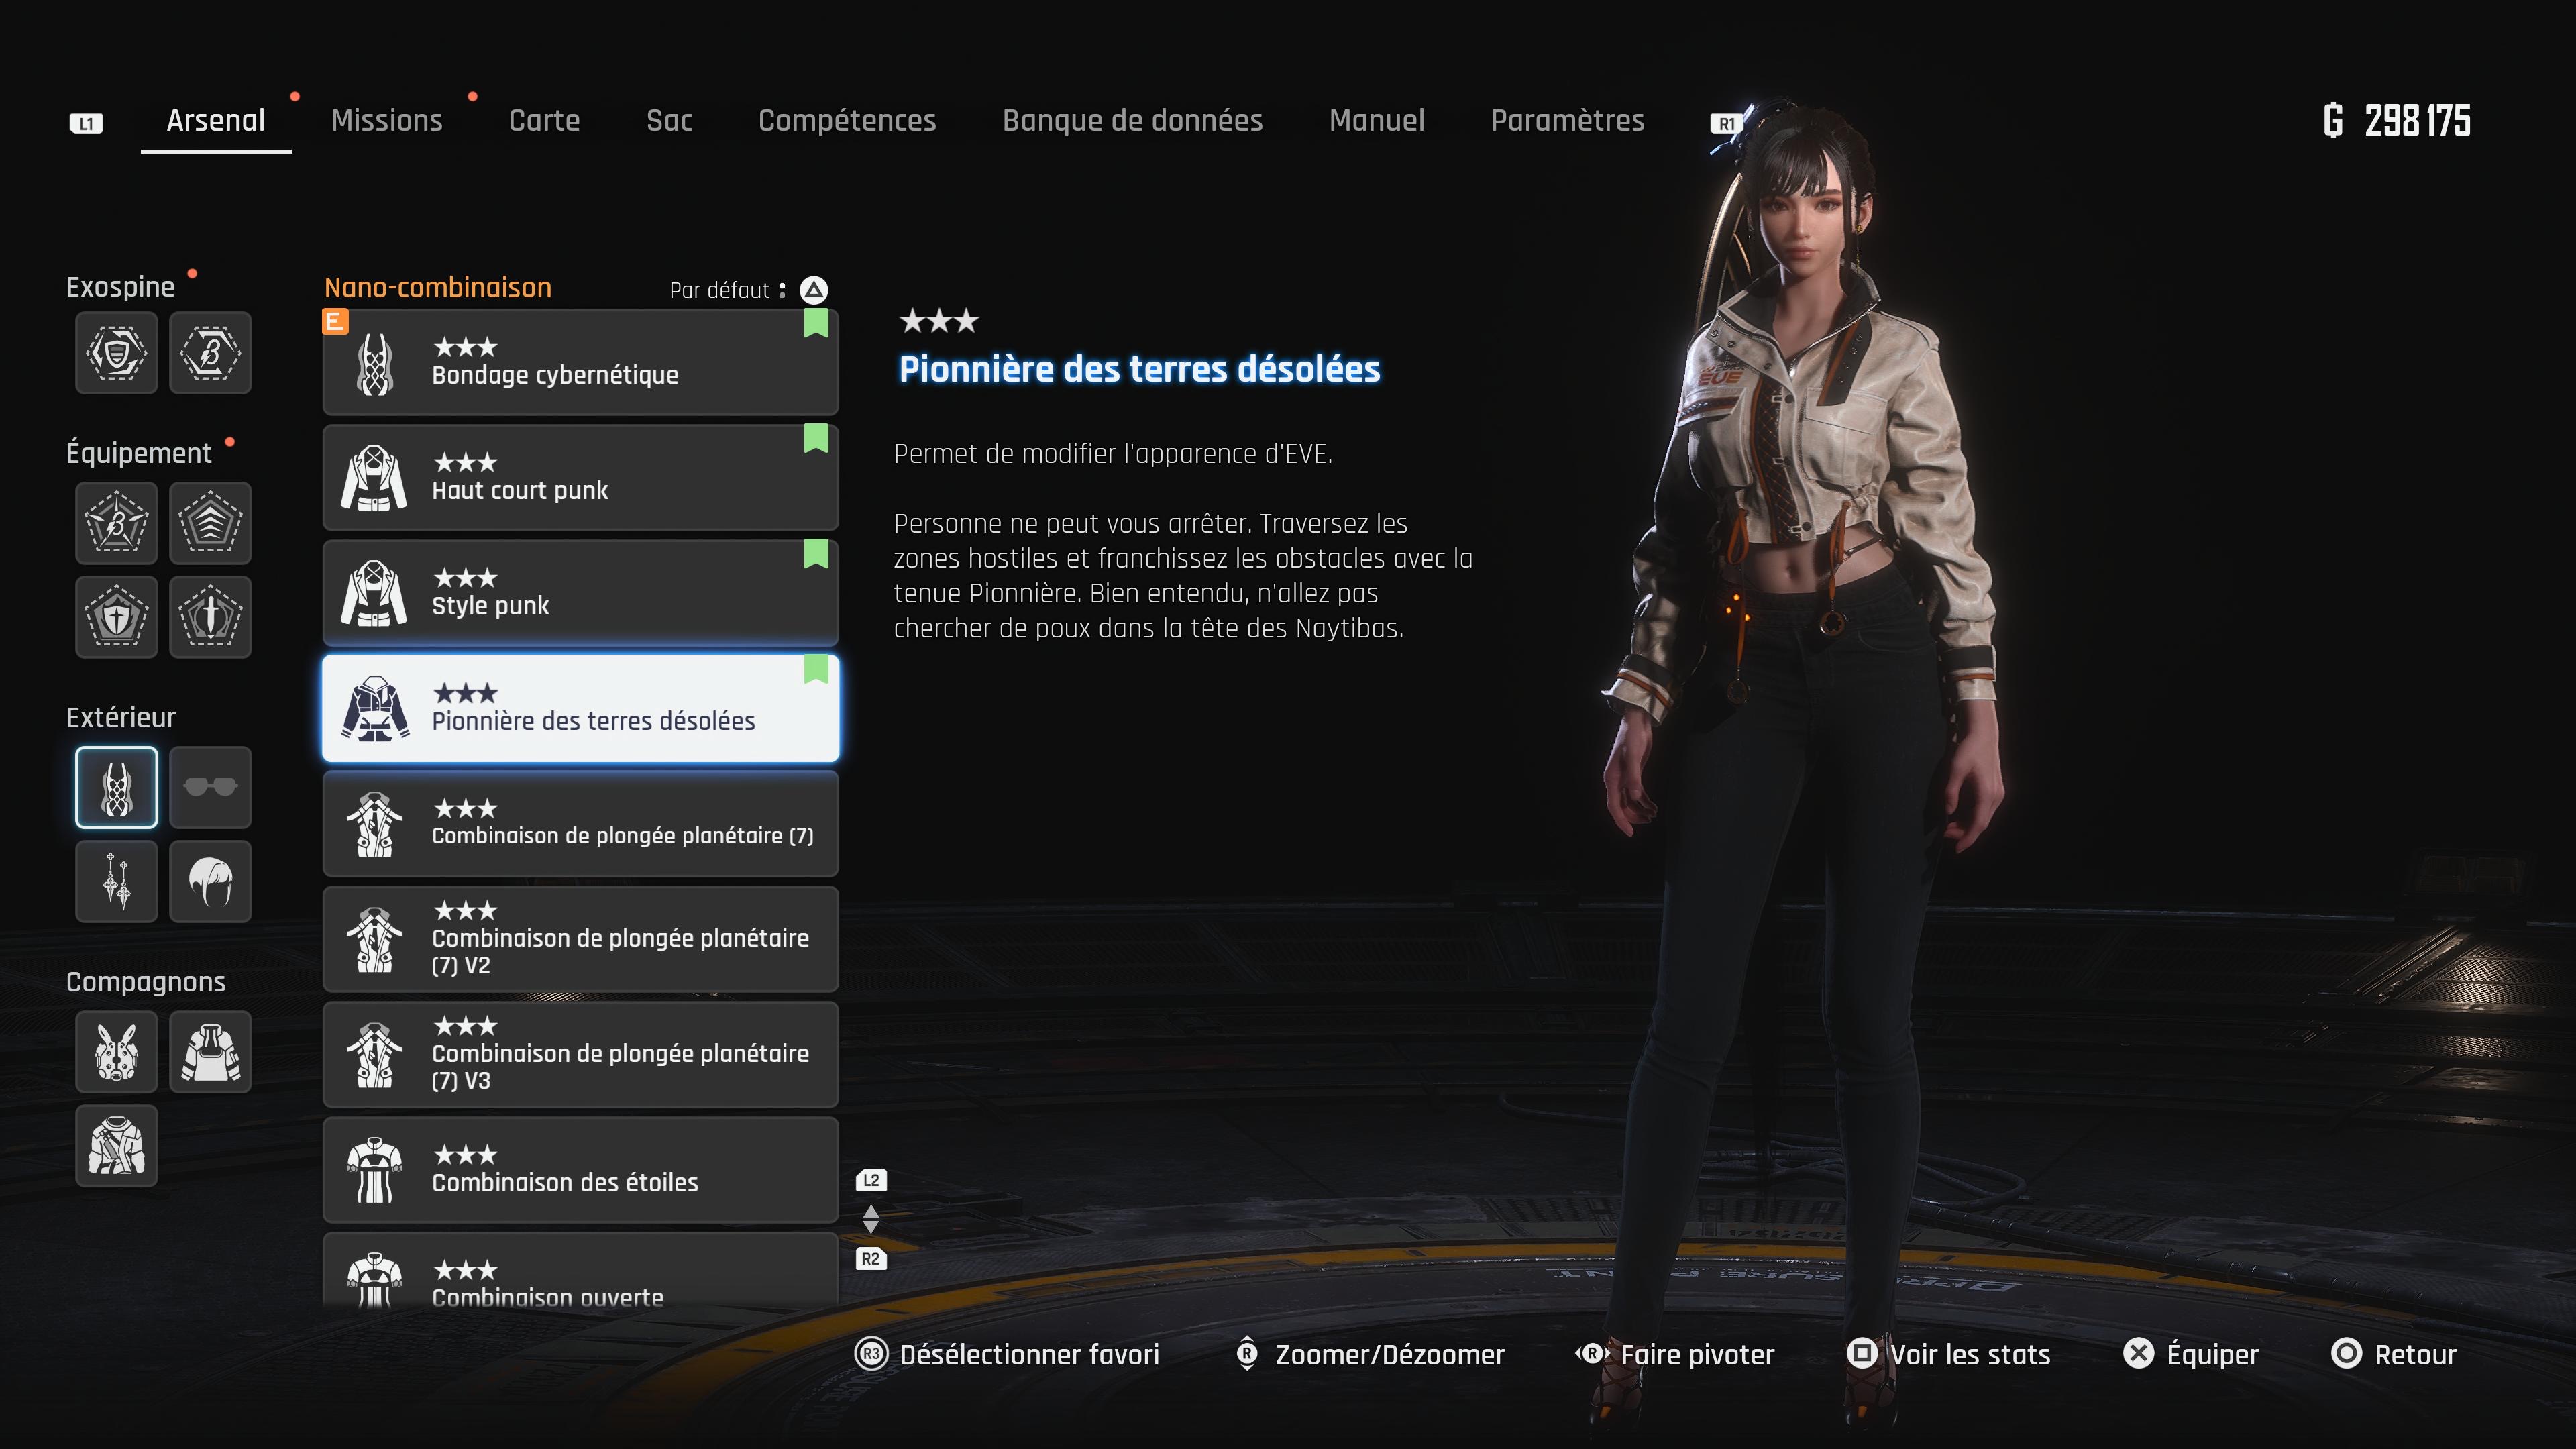 L1 Arsenal Missions Carte Sac Compétences Banque de données Manuel Paramètres R1
298 175
Exospine
Équipement
Extérieur
Compagnons
Nano-combinaison Par défaut :
E
Bondage cybernétique
Haut court punk
Style punk
Pionnière des terres désolées
Combinaison de plongée planétaire (7)
Combinaison de plongée planétaire
(7) V2
Combinaison de plongée planétaire
(7) V3
Combinaison des étoiles
Combinaison ouverte
L2
R2
Pionnière des terres désolées
Permet de modifier l'apparence d'EVE.
Personne ne peut vous arrêter. Traversez les
zones hostiles et franchissez les obstacles avec la
tenue Pionnière. Bien entendu, n'allez pas
chercher de poux dans la tête des Naytibas.
EVE
R3 Désélectionner favori R Zoomer/Dézoomer R Faire pivoter Voir les stats Équiper Retour